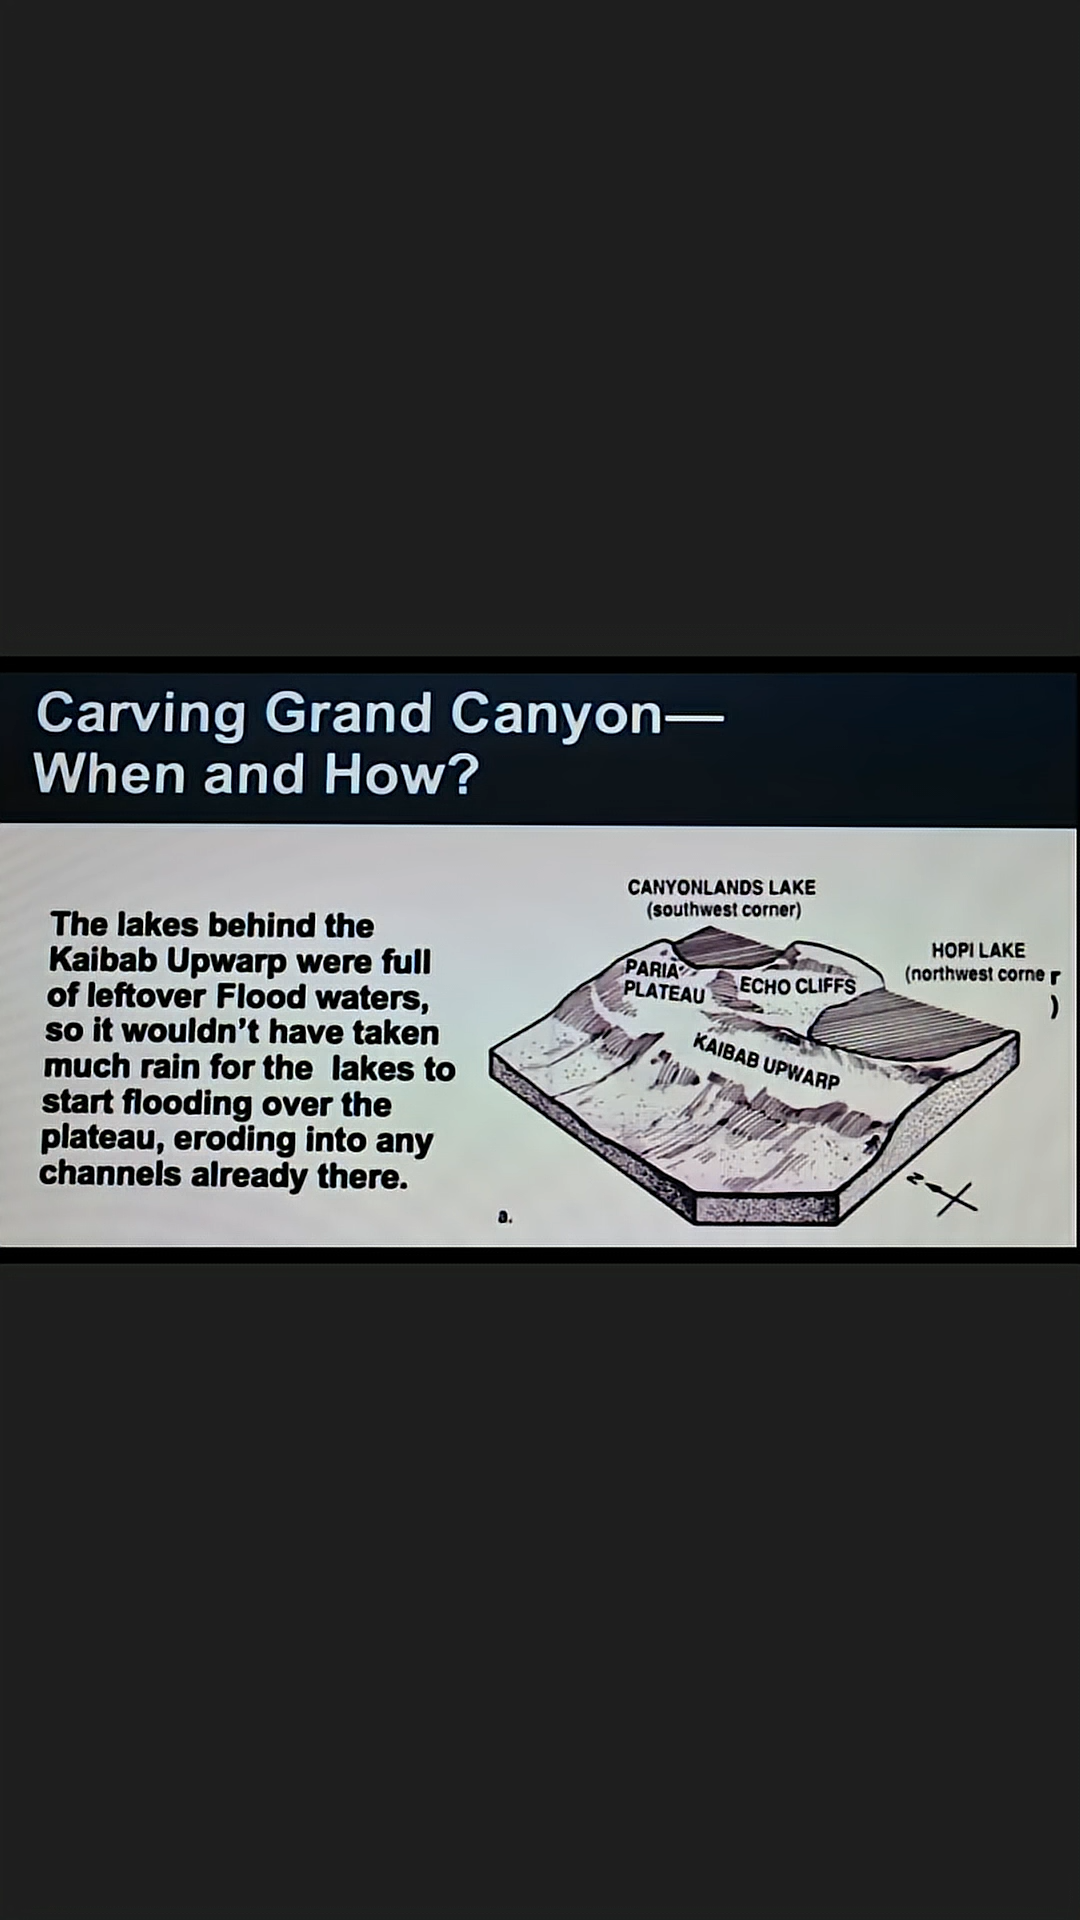 Carving Grand Canyon—
When and How?
The lakes behind the
Kaibab Upwarp were full
of leftover Flood waters,
so it wouldn't have taken
much rain for the lakes to
start flooding over the
plateau, eroding into any
channels already there.
CANYONLANDS LAKE
(southwest corner)
HOPI LAKE
(northwest corner
)
PARIA
PLATEAU
ECHO CLIFFS
KAIBAB UPWARP
N
a.